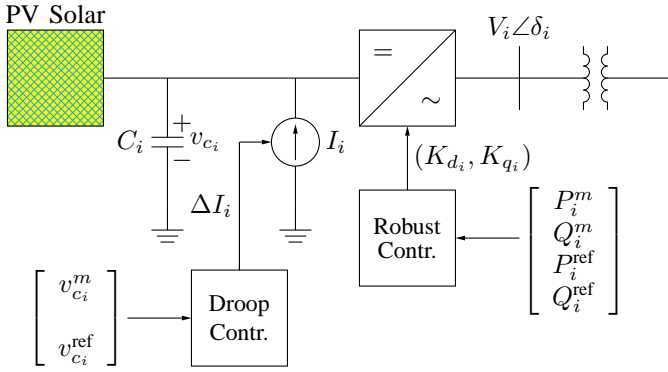 PV Solar
V_i∠δ_i
=
∼
C_i
+
−
v_{c_i}
I_i
(K_{d_i}, K_{q_i})
ΔI_i
Robust
Contr.
P_i^m
Q_i^m
P_i^{ref}
Q_i^{ref}
v_{c_i}^m
v_{c_i}^{ref}
Droop
Contr.